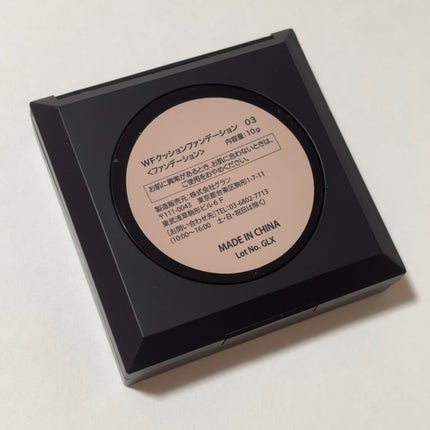 WFクッションファンデーション 03
<ファンデーション> 内容量:10g
お肌に異常があるとき、お肌に合わないときは、
ご使用をおやめください。
製造販売元:株式会社グラン
〒111-0043 東京都台東区駒形1-7-12
東武浅草駒形ビル6F
[お問い合わせ先]TEL:03-6802-7713
(10:00〜16:00 土・日・祝日は除く)
MADE IN CHINA
Lot No. GLX